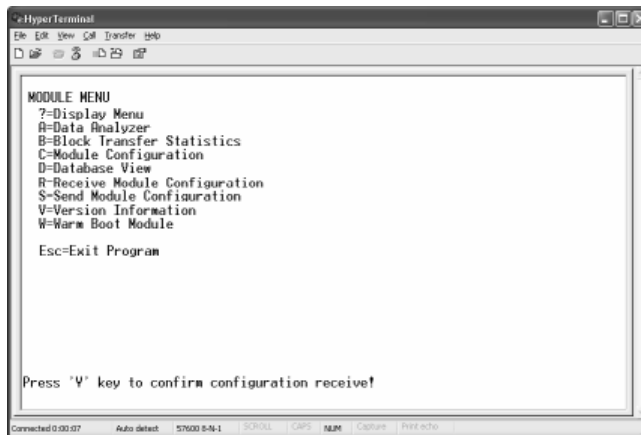 HyperTerminal
File Edit View Call Transfer Help
MODULE MENU
?=Display Menu
A=Data Analyzer
B=Block Transfer Statistics
C=Module Configuration
D=Database View
R=Receive Module Configuration
S=Send Module Configuration
V=Version Information
W=Warm Boot Module
Esc=Exit Program
Press 'Y' key to confirm configuration receive!
Connected 0:00:07 Auto detect 57600 8-N-1 SCROLL CAPS NUM Capture Print echo